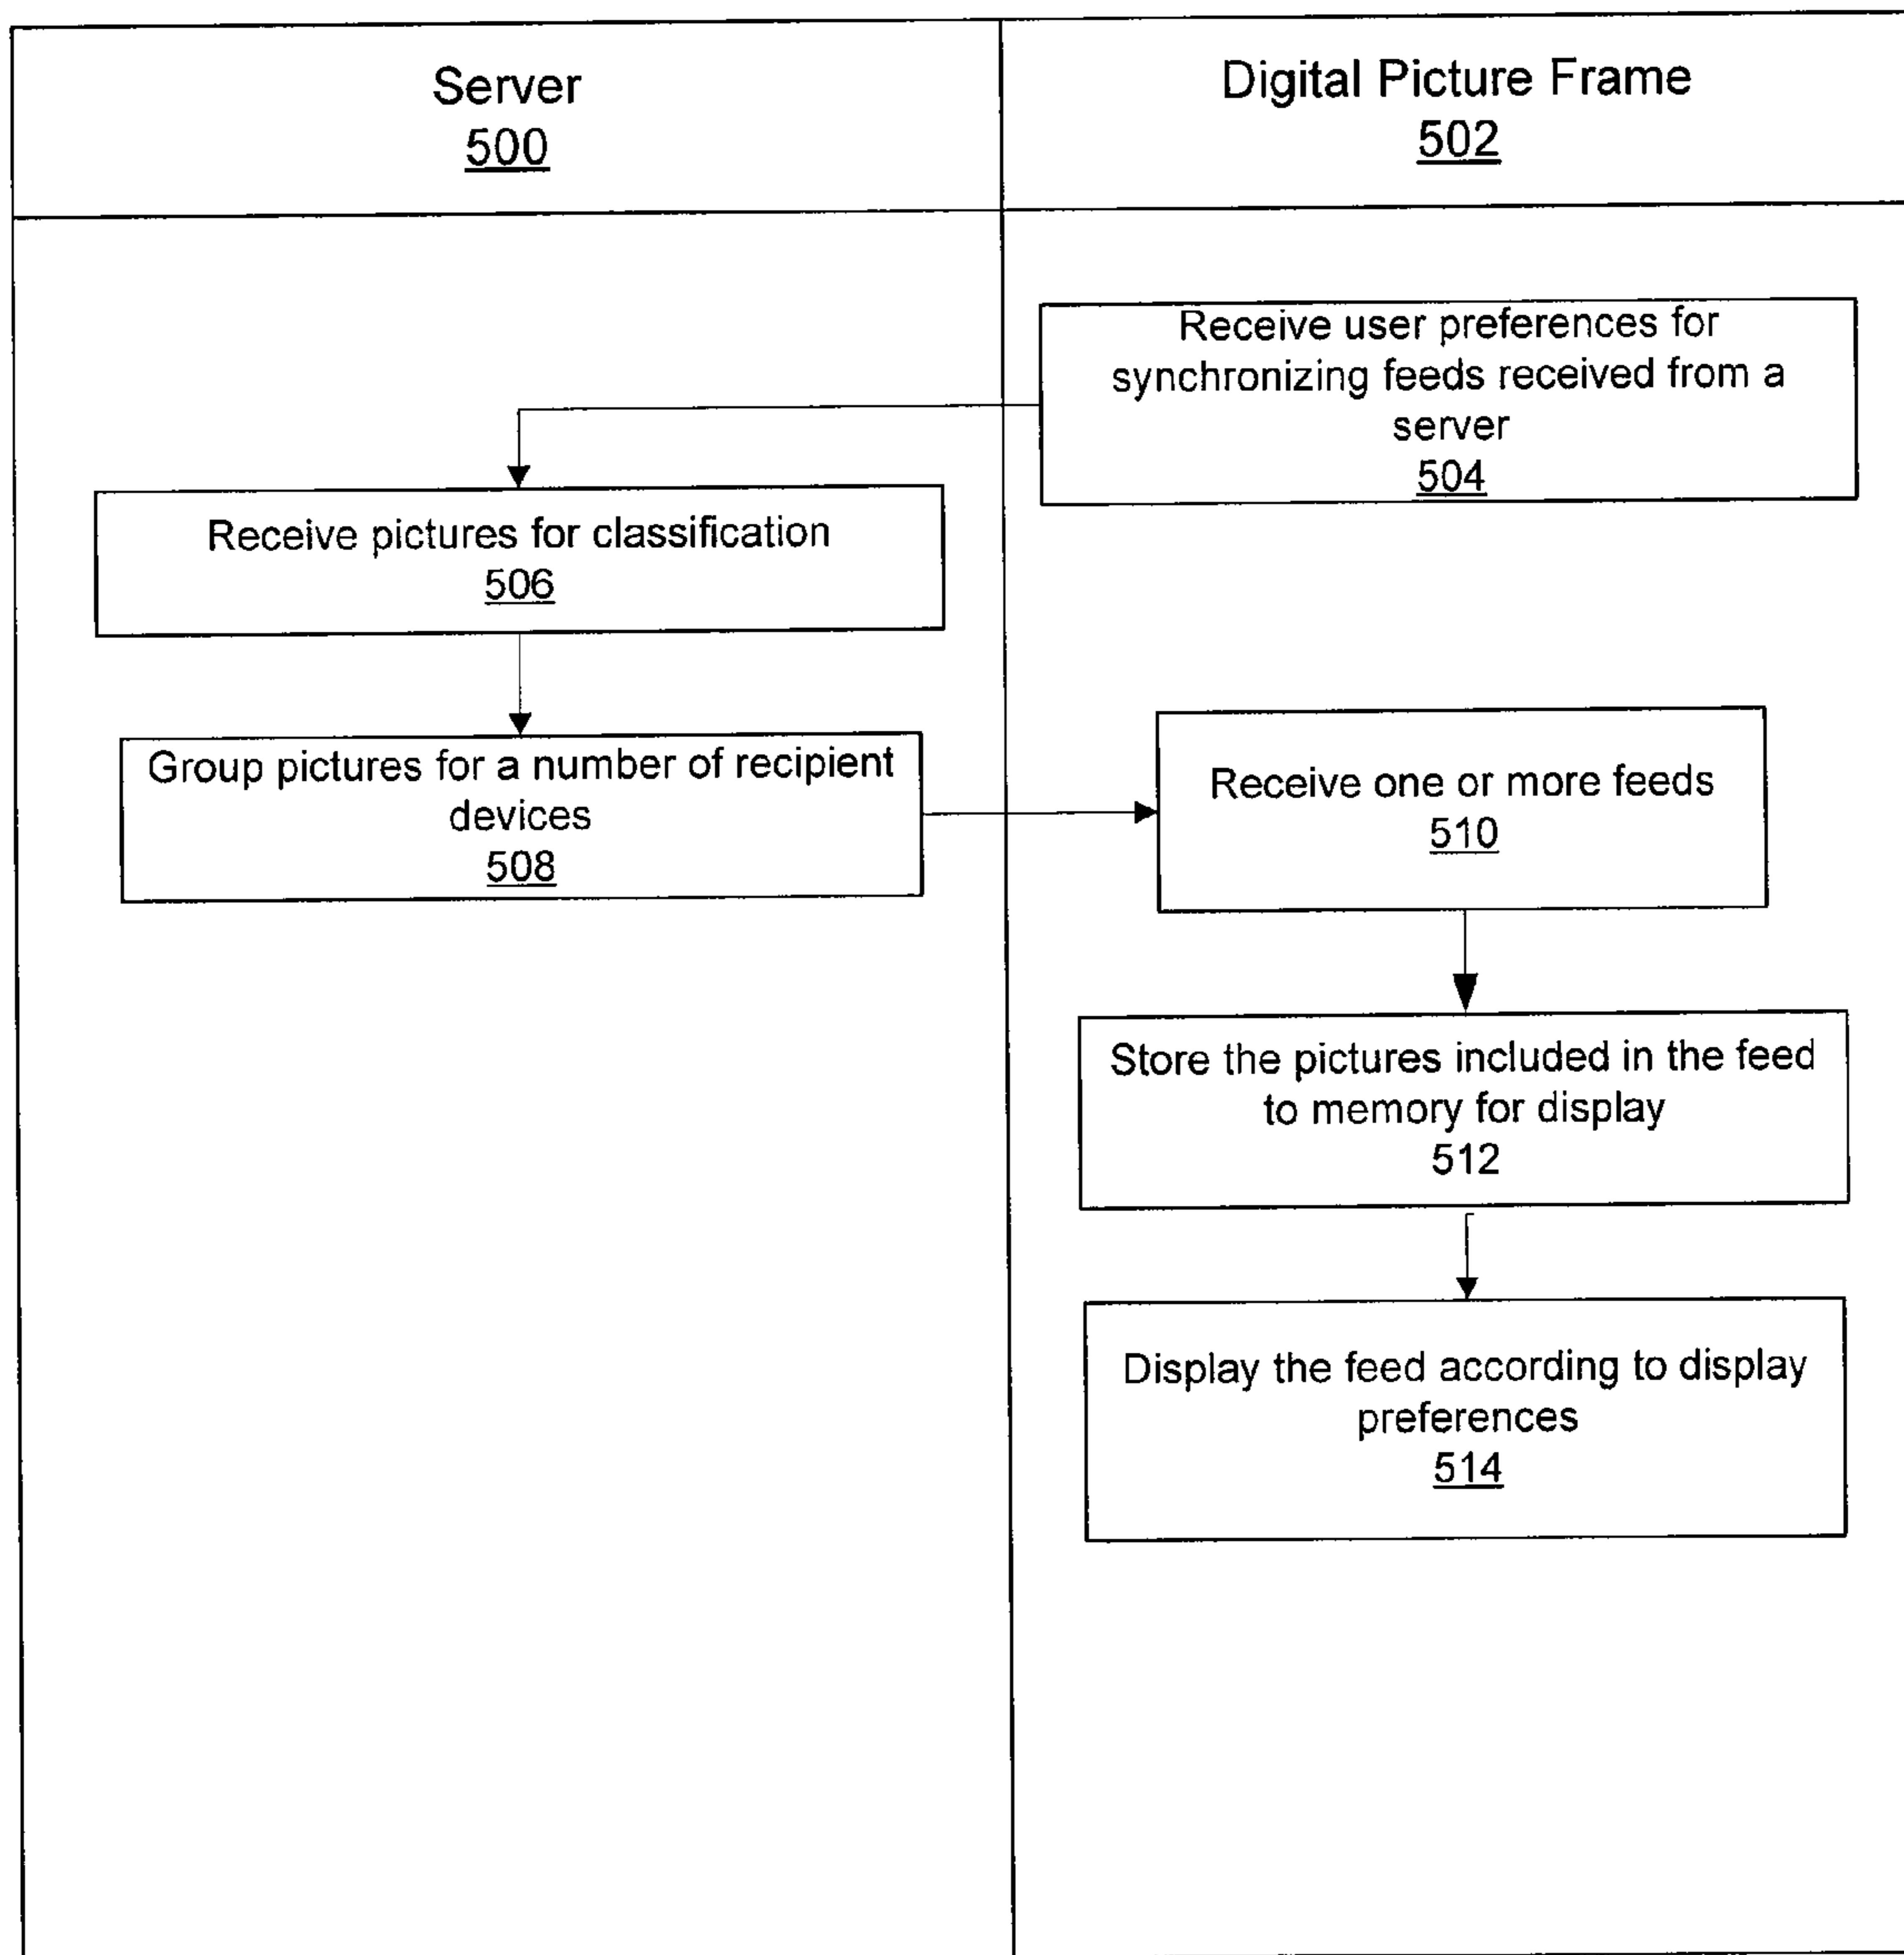 Server
500
Digital Picture Frame
502
Receive user preferences for
synchronizing feeds received from a
server
504
Receive pictures for classification
506
Group pictures for a number of recipient
devices
508
Receive one or more feeds
510
Store the pictures included in the feed
to memory for display
512
Display the feed according to display
preferences
514